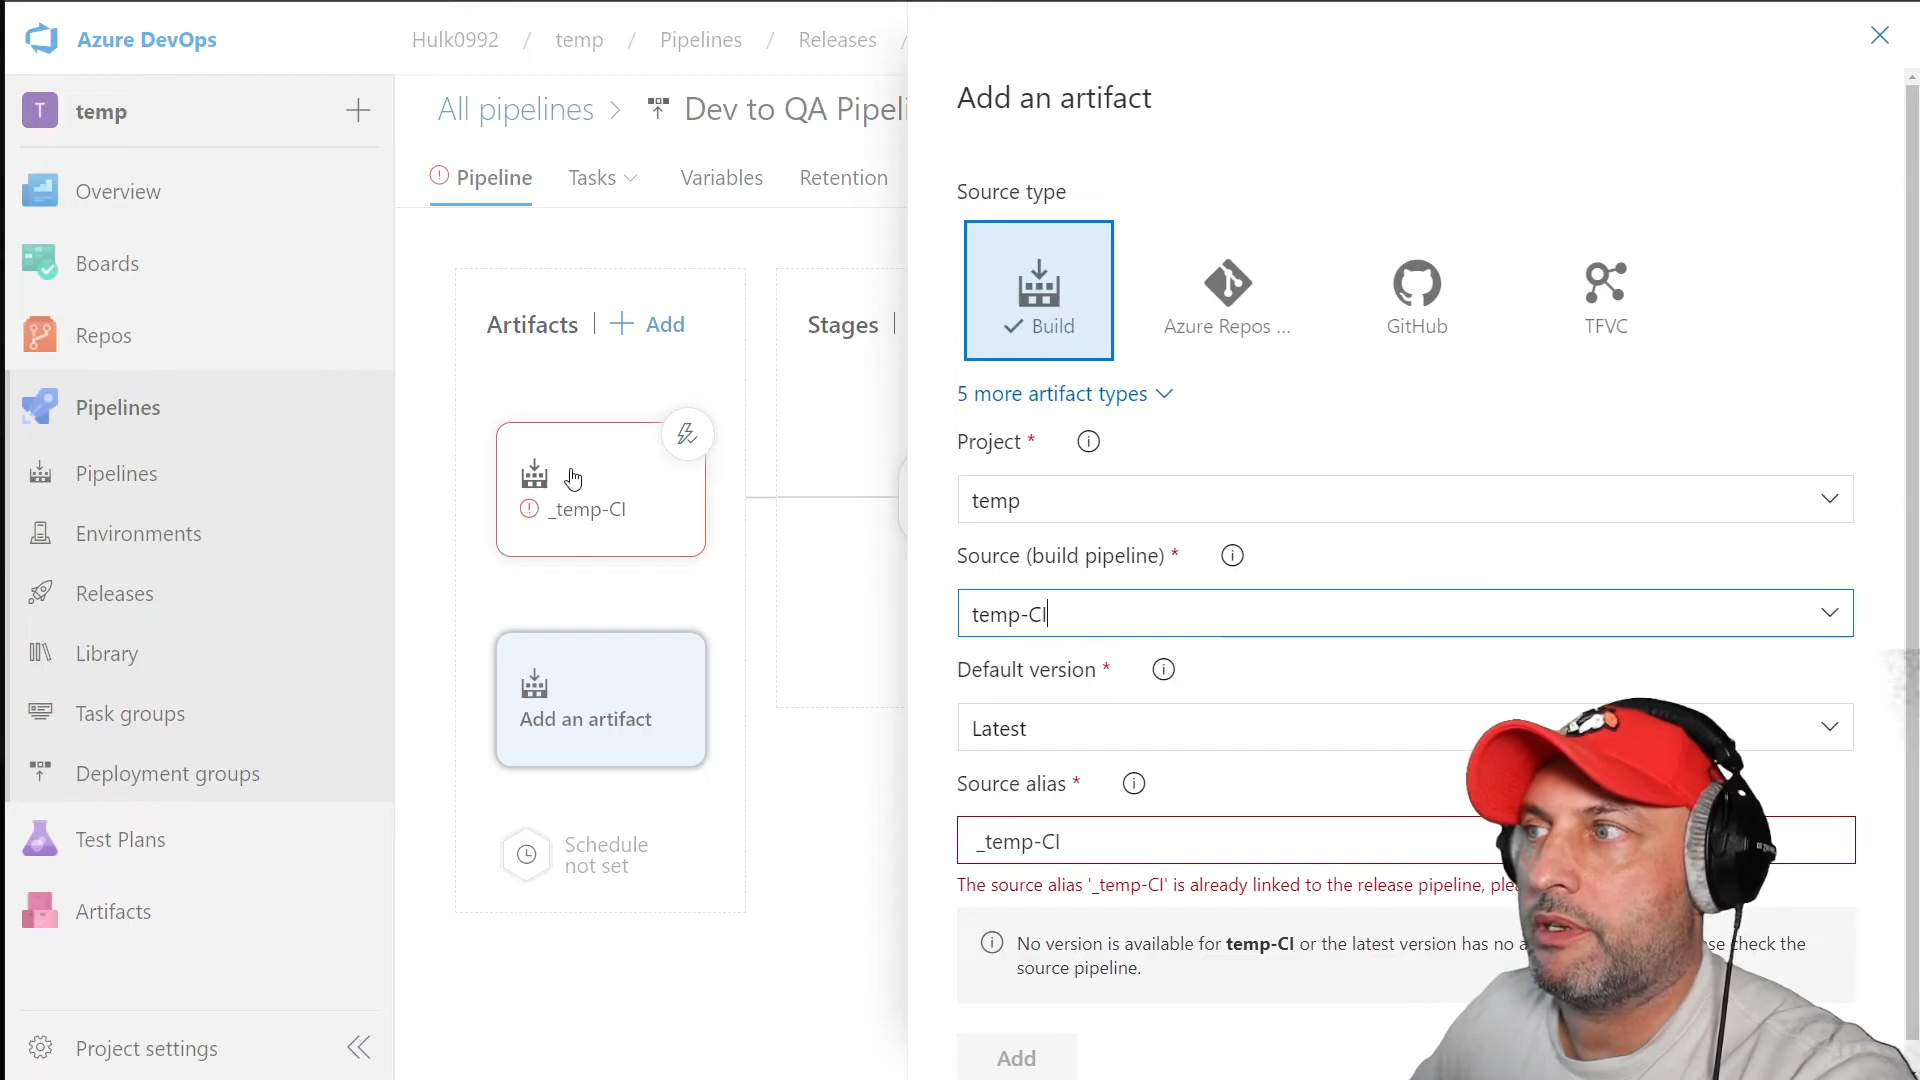 Azure DevOps
Hulk0992 / temp / Pipelines / Releases /
temp
T
Overview
Boards
Repos
Pipelines
Pipelines
Environments
Releases
Library
Task groups
Deployment groups
Test Plans
Artifacts
Project settings
All pipelines > Dev to QA Pipeli
Pipeline Tasks Variables Retention
Artifacts | + Add
_temp-CI
Add an artifact
Schedule
not set
Stages |
Add an artifact
Source type
Build
Azure Repos ...
GitHub
TFVC
5 more artifact types
Project *
temp
Source (build pipeline) *
temp-CI
Default version *
Latest
Source alias *
_temp-CI
The source alias '_temp-CI' is already linked to the release pipeline,
No version is available for temp-CI or the latest version has no check the
source pipeline.
Add